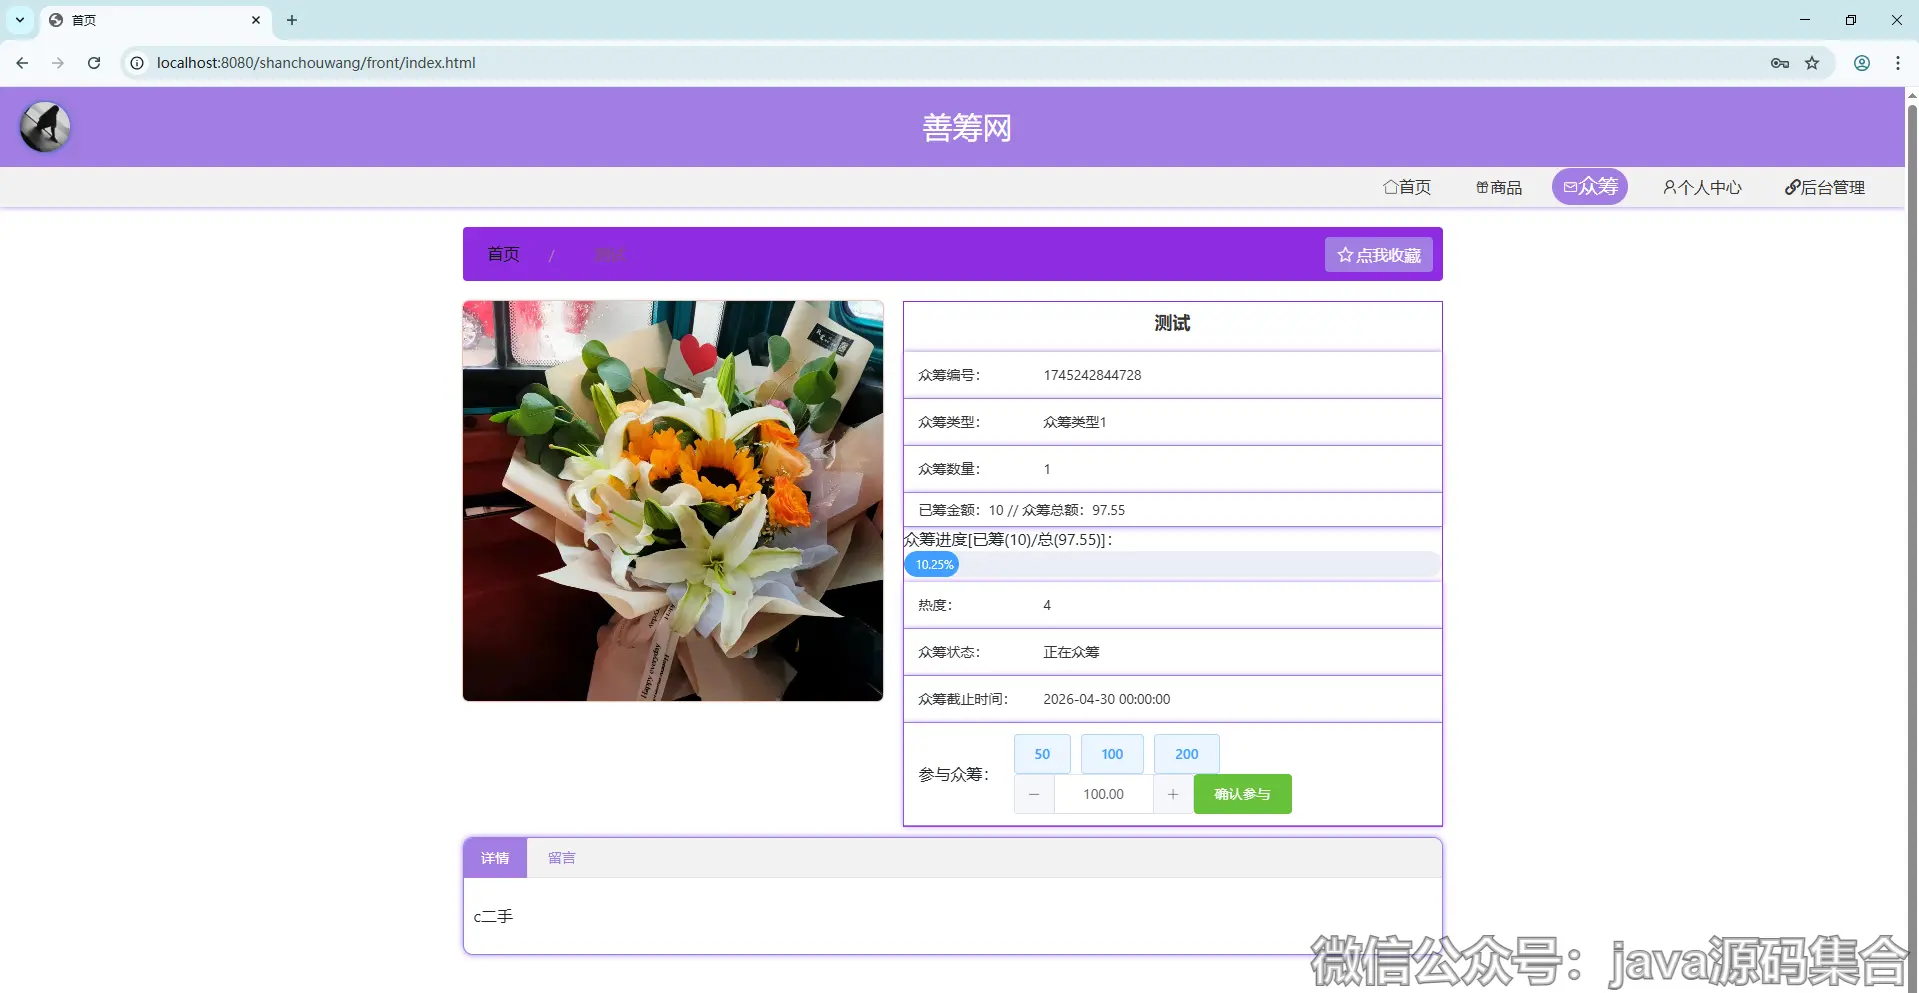 首页
localhost:8080/shanchouwang/front/index.html
善筹网
首页 商品 众筹 个人中心 后台管理
首页 / 测试 点我收藏
测试
众筹编号： 1745242844728
众筹类型： 众筹类型1
众筹数量： 1
已筹金额：10 // 众筹总额：97.55
众筹进度[已筹(10)/总(97.55)]：
10.25%
热度： 4
众筹状态： 正在众筹
众筹截止时间： 2026-04-30 00:00:00
50 100 200
参与众筹：
100.00 确认参与
详情 留言
c二手
微信公众号：java源码集合